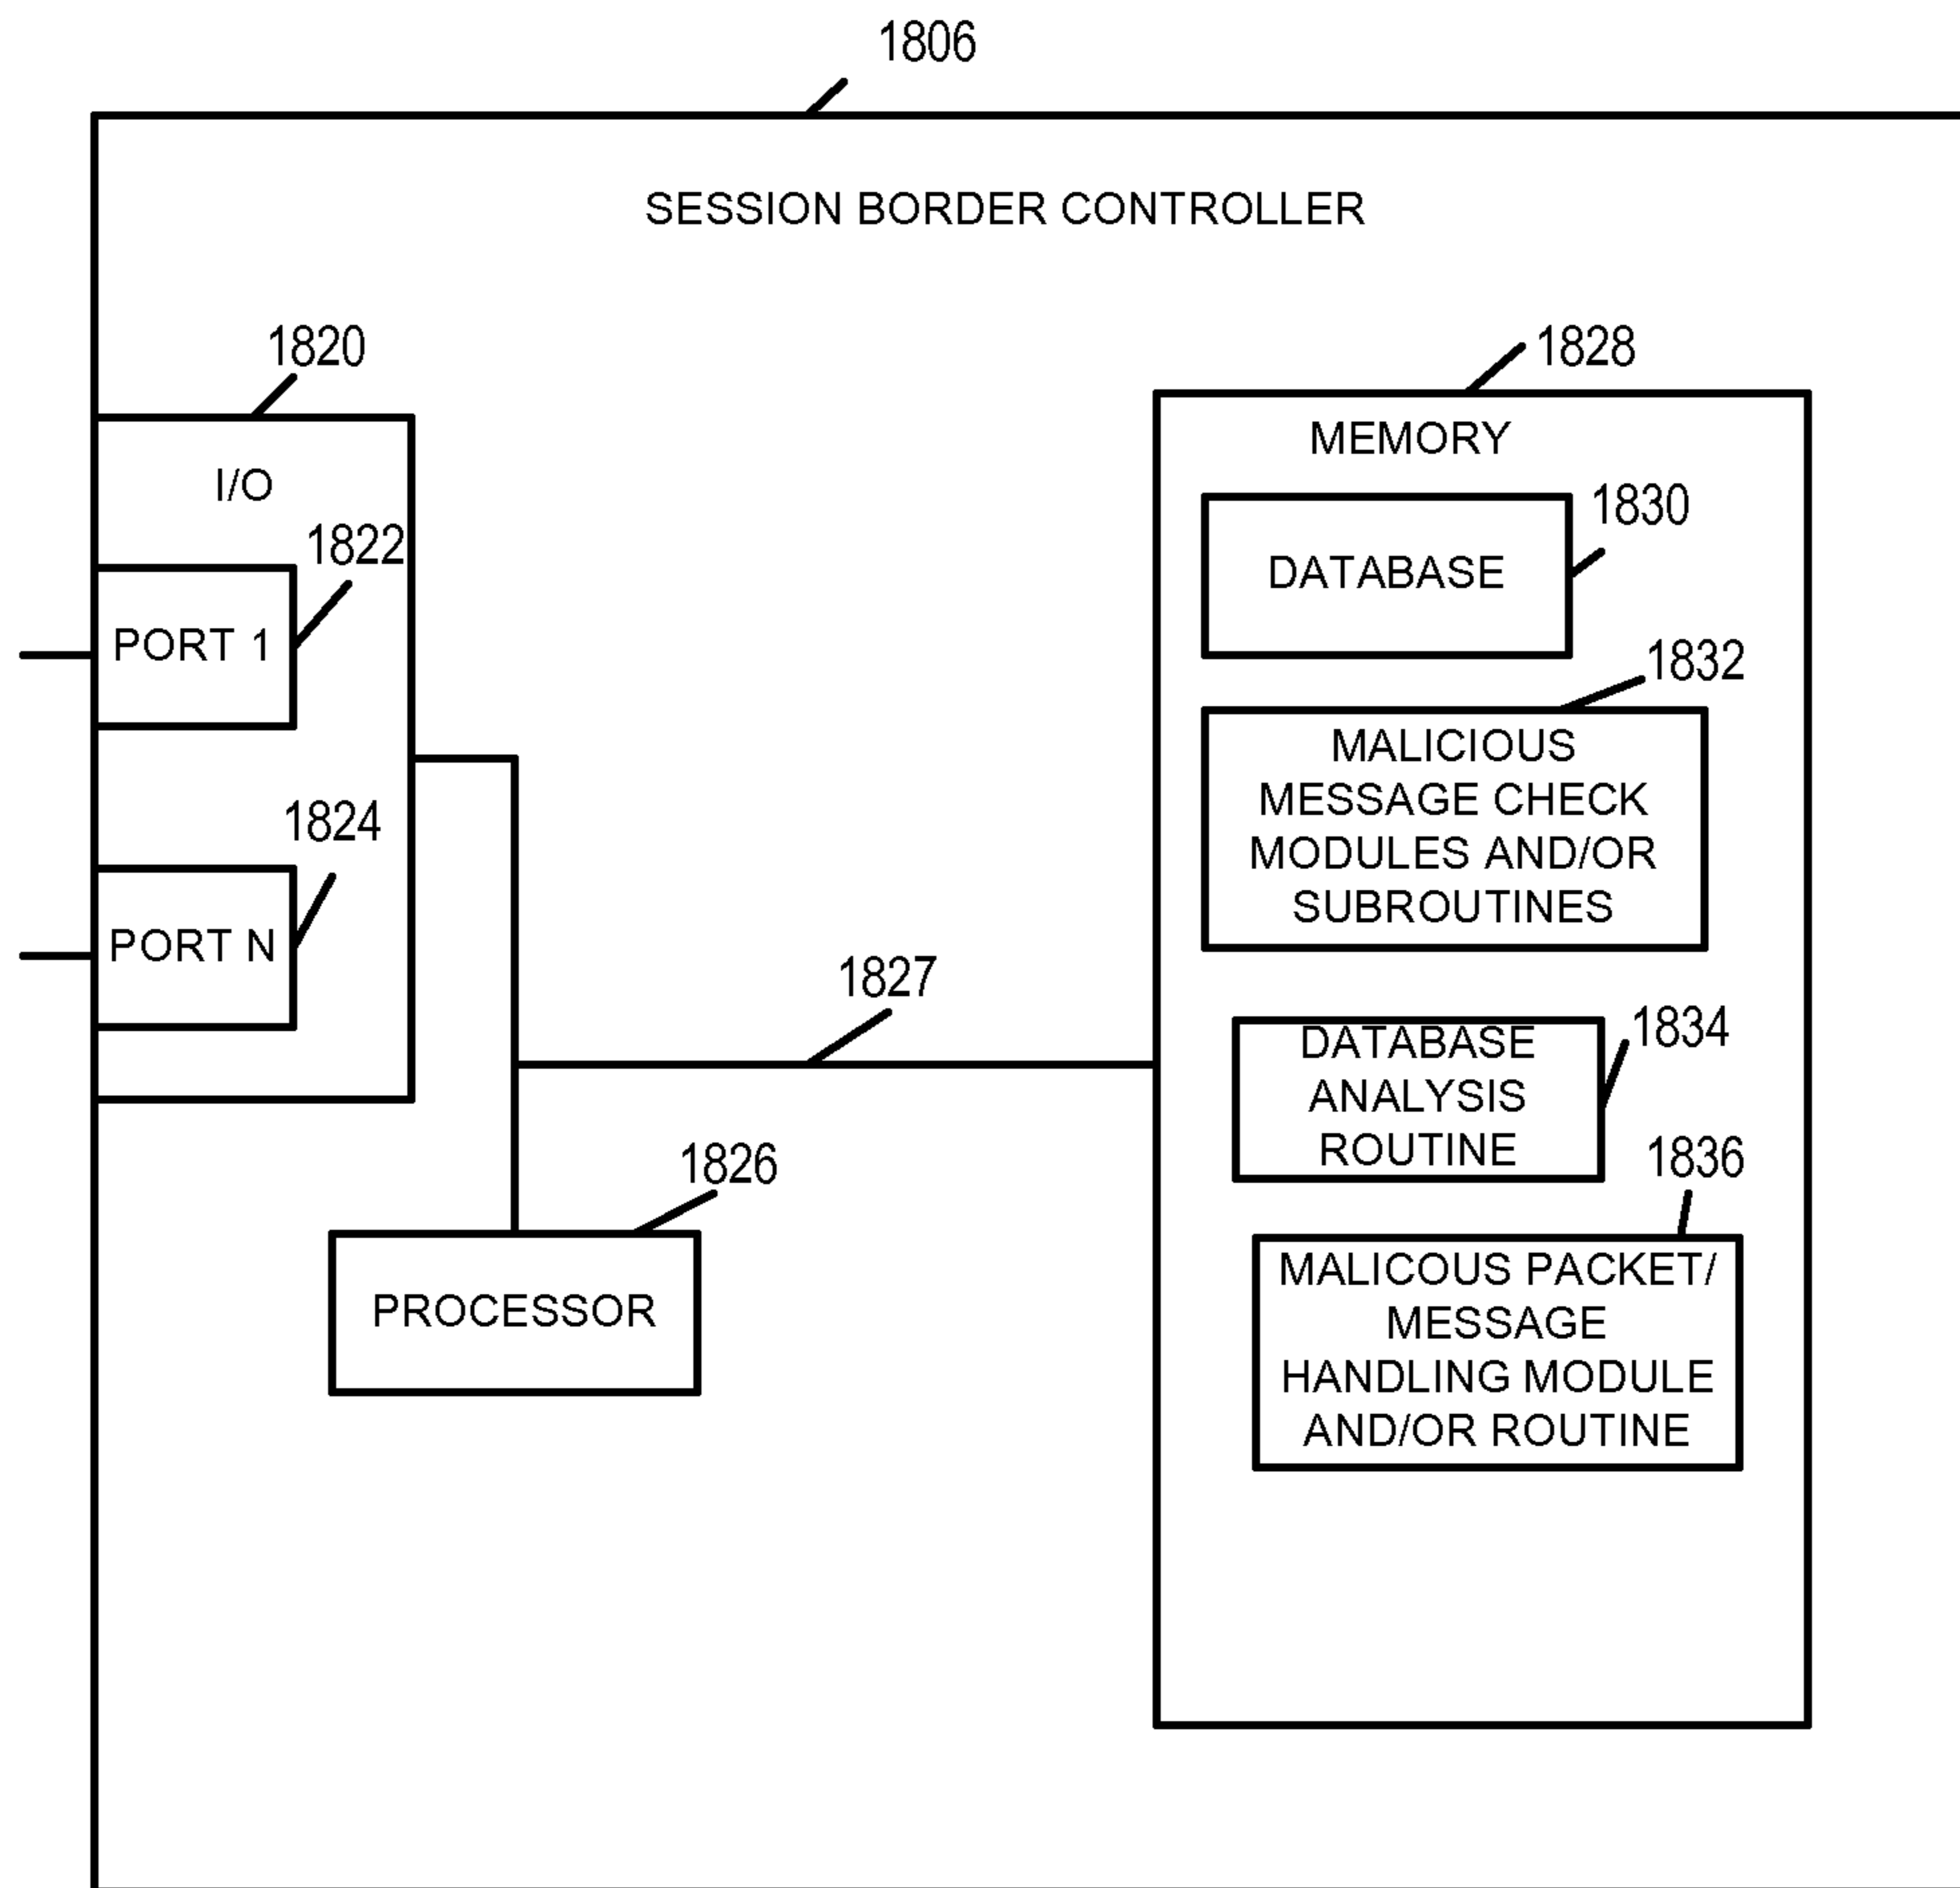 1806
SESSION BORDER CONTROLLER
1820
I/O
1822
PORT 1
1824
PORT N
1827
1826
PROCESSOR
1828
MEMORY
1830
DATABASE
1832
MALICIOUS
MESSAGE CHECK
MODULES AND/OR
SUBROUTINES
1834
DATABASE
ANALYSIS
ROUTINE
1836
MALICOUS PACKET/
MESSAGE
HANDLING MODULE
AND/OR ROUTINE